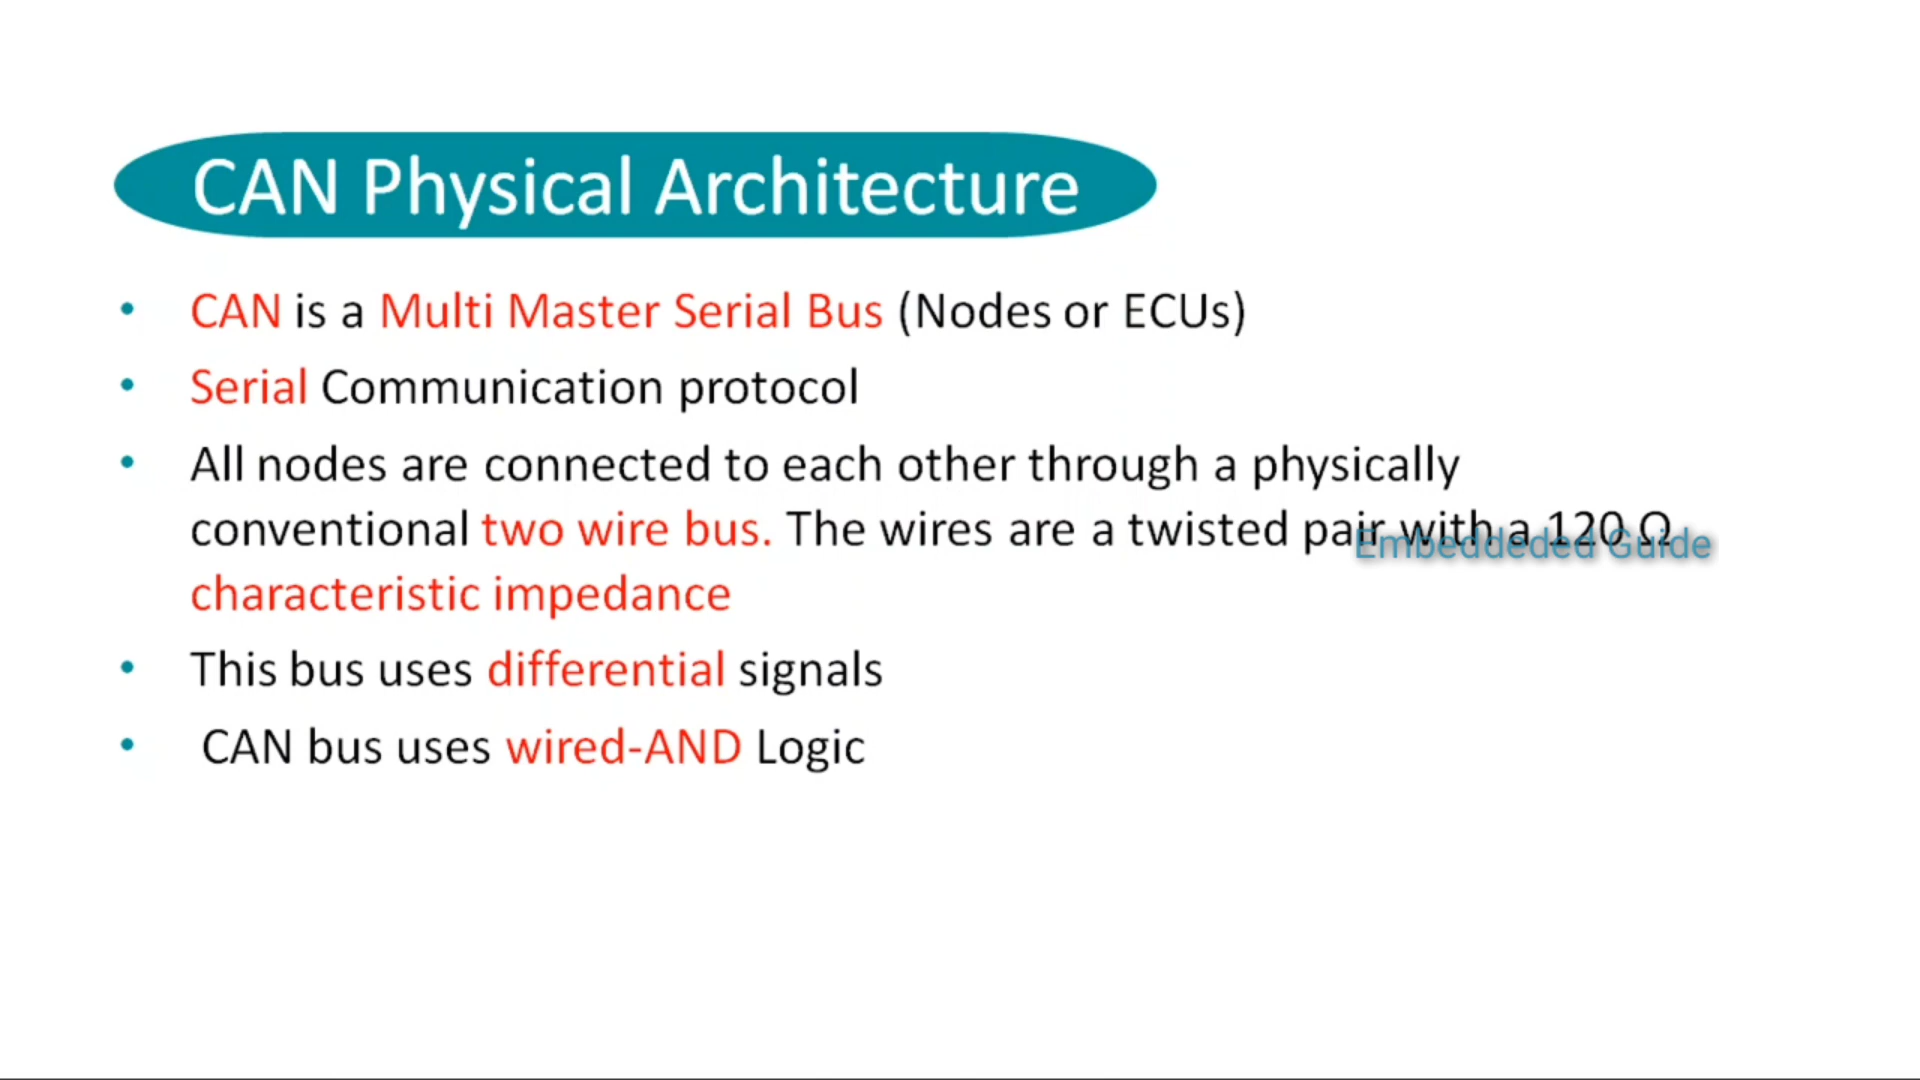 CAN Physical Architecture
• CAN is a Multi Master Serial Bus (Nodes or ECUs)
• Serial Communication protocol
• All nodes are connected to each other through a physically
conventional two wire bus. The wires are a twisted pair with a 120 Ω
Embeddeded Guide
characteristic impedance
• This bus uses differential signals
• CAN bus uses wired-AND Logic